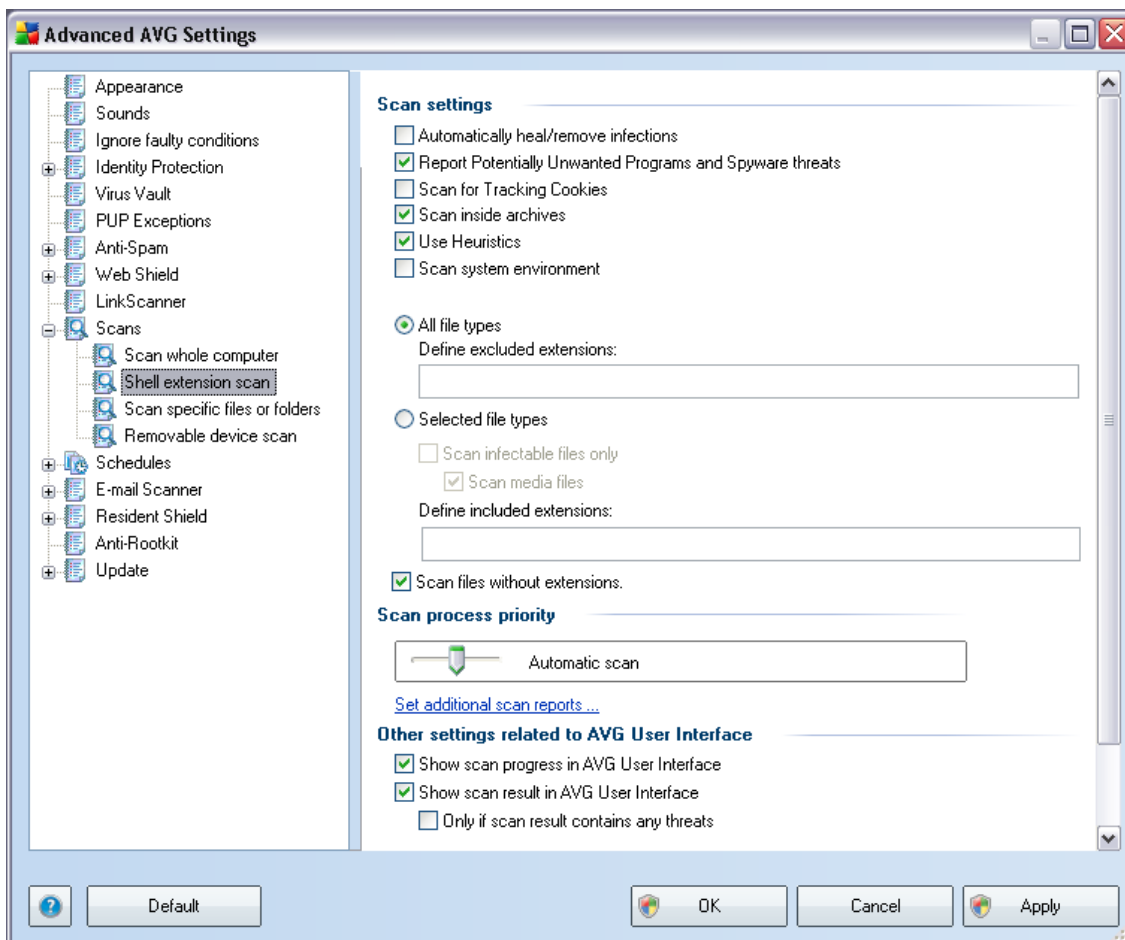 Advanced AVG Settings
Appearance
Sounds
Ignore faulty conditions
Identity Protection
Virus Vault
PUP Exceptions
Anti-Spam
Web Shield
LinkScanner
Scans
Scan whole computer
Shell extension scan
Scan specific files or folders
Removable device scan
Schedules
E-mail Scanner
Resident Shield
Anti-Rootkit
Update
Scan settings
Automatically heal/remove infections
Report Potentially Unwanted Programs and Spyware threats
Scan for Tracking Cookies
Scan inside archives
Use Heuristics
Scan system environment
All file types
Define excluded extensions:
Selected file types
Scan infectable files only
Scan media files
Define included extensions:
Scan files without extensions.
Scan process priority
Automatic scan
Set additional scan reports ...
Other settings related to AVG User Interface
Show scan progress in AVG User Interface
Show scan result in AVG User Interface
Only if scan result contains any threats
? Default OK Cancel Apply